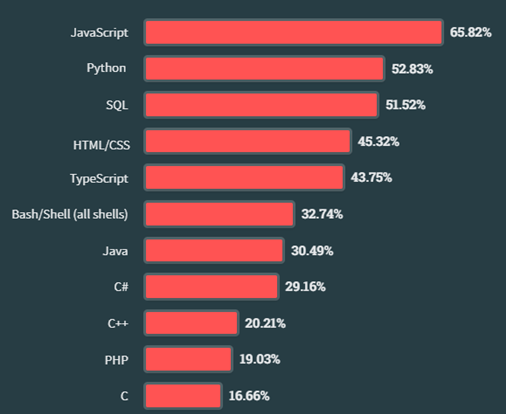 JavaScript 65.82%
Python 52.83%
SQL 51.52%
HTML/CSS 45.32%
TypeScript 43.75%
Bash/Shell (all shells) 32.74%
Java 30.49%
C# 29.16%
C++ 20.21%
PHP 19.03%
C 16.66%